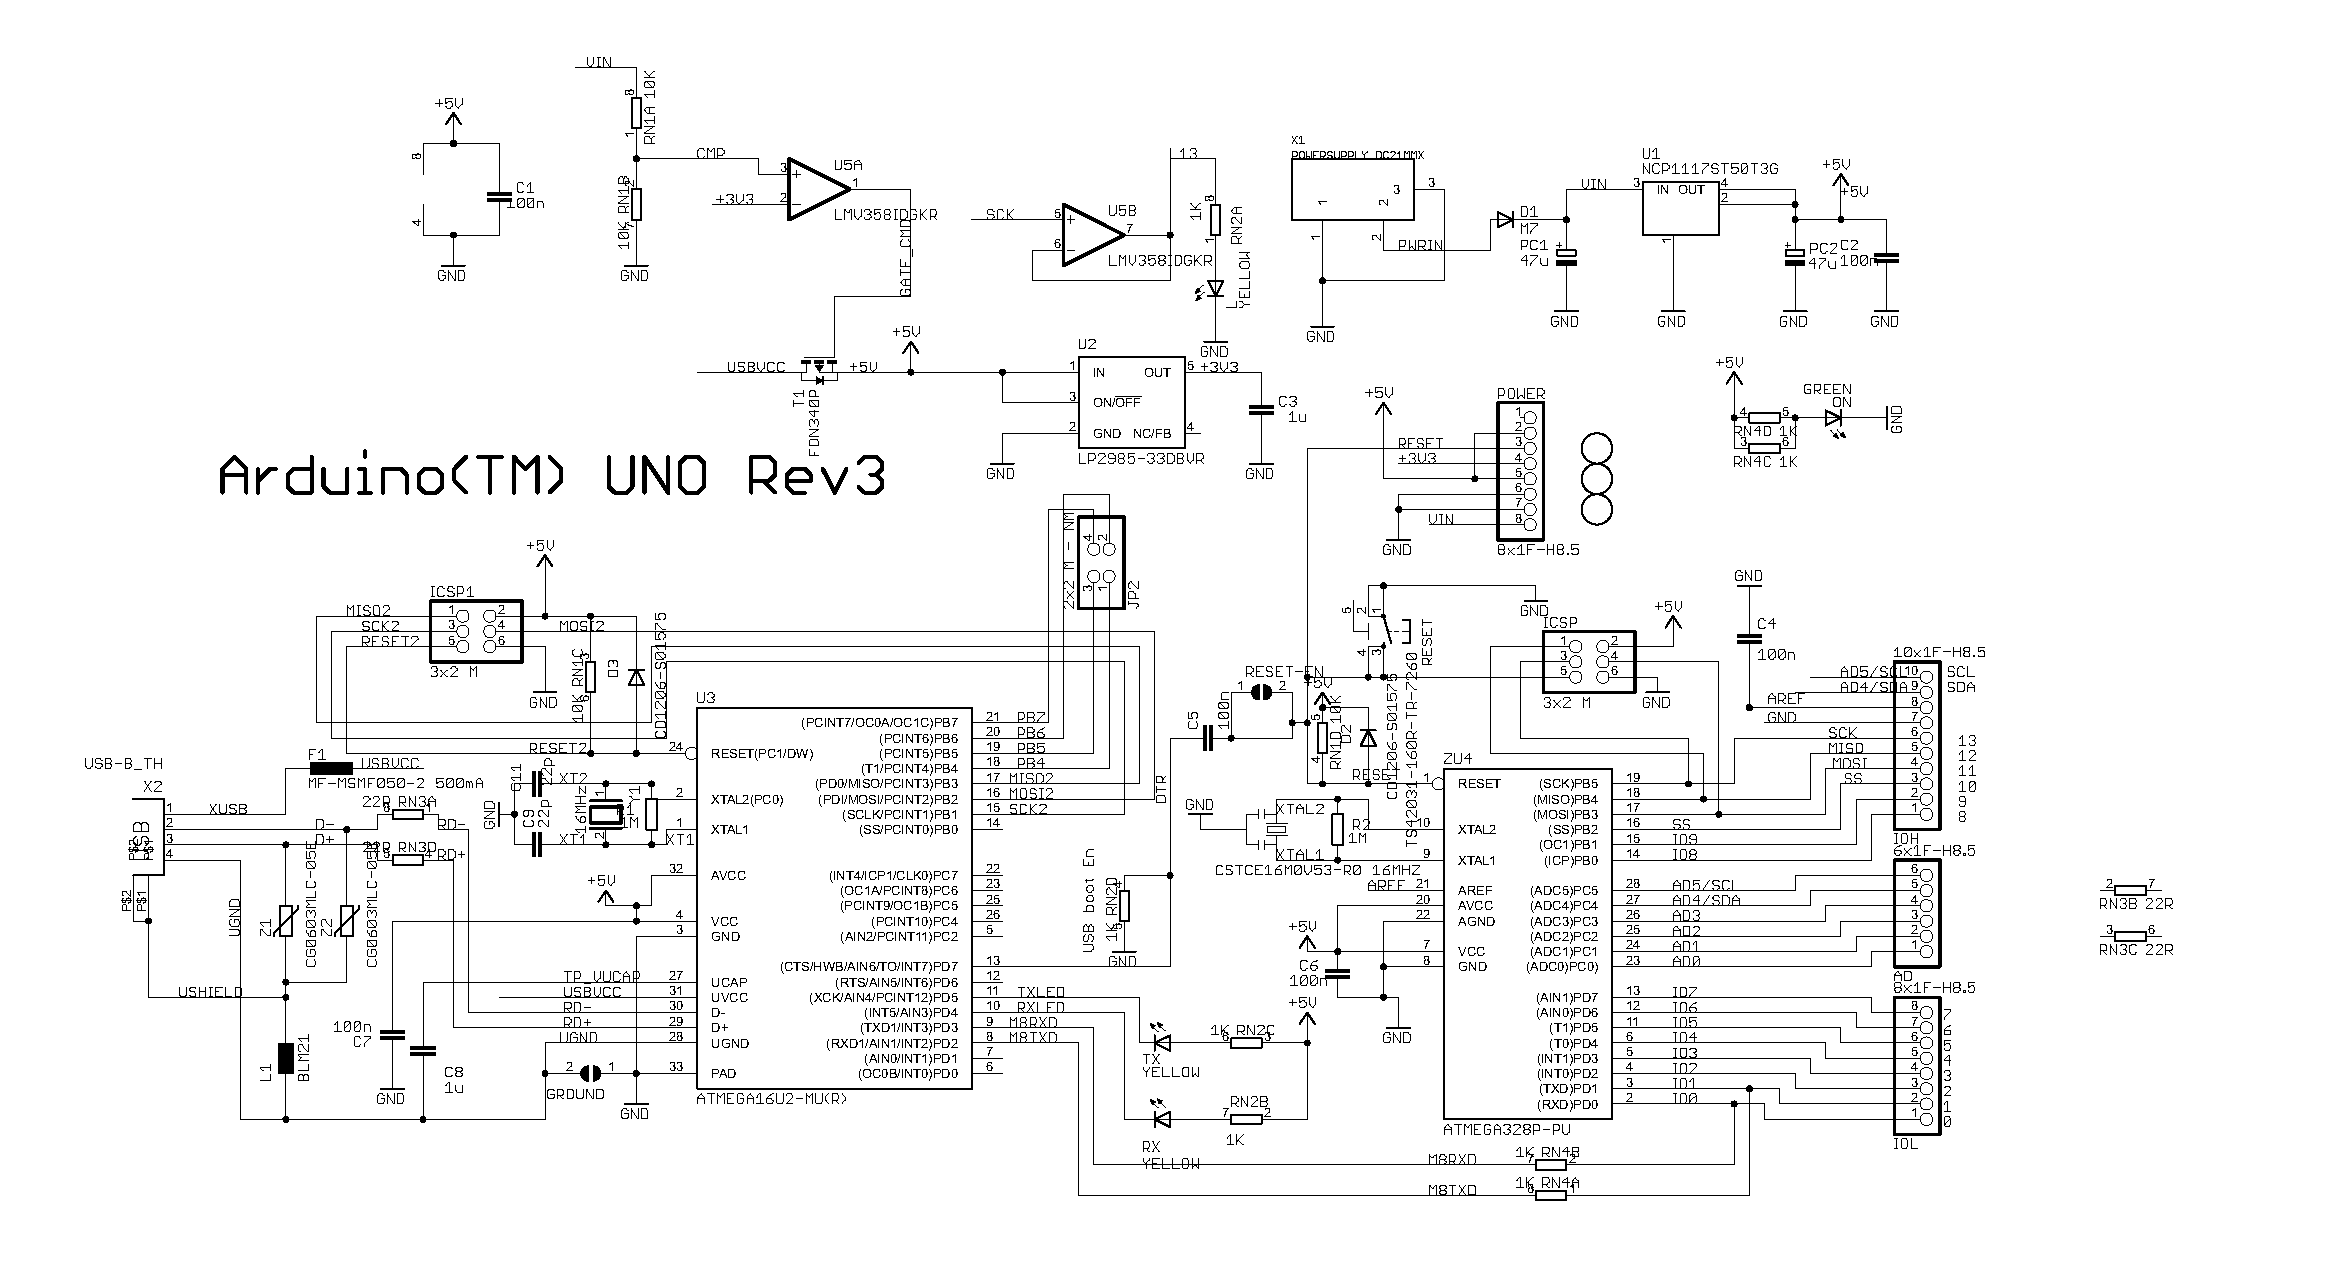 VIN
+5V
8
4
C1
100n
GND
8
RN1A 10K
1
CMP
10K RN1B
GND
+3V3
3
2
1
U5A
LMV358IDGKR
GATE_CMD
SCK
5
6
7
U5B
LMV358IDGKR
13
1K
8
1
RN2A
L
YELLOW
GND
X1
POWERSUPPLY_DC21MMX
1
2
3
3
1
2
PWRIN
GND
D1
M7
PC1
47u
GND
VIN
U1
NCP1117ST50T3G
3
IN OUT
4
2
1
GND
+5V
+5V
PC2
47u
C2
100n
GND
GND
USBVCC
T1
FDN340P
+5V
+5V
U2
1 IN OUT 5 +3V3
3 ON/OFF
2 GND NC/FB 4
LP2985-33DBVR
GND
C3
1u
GND
+5V
POWER
1
2
RESET 3
+3V3 4
5
6
7
VIN 8
8x1F-H8.5
GND
+5V
GREEN
ON
4 5
RN4D 1K
3 6
RN4C 1K
GND
Arduino(TM) UNO Rev3
+5V
ICSP1
MISO2 1 2
SCK2 3 4 MOSI2
RESET2 5 6
3x2 M
GND
10K RN1C
3
6
D3
CD1206-S01575
2x2 M - NM
4 2
3 1
JP2
GND
5 2 1
4 3
RESET
TS42031-160R-TR-7260
RESET-EN
1 2
C5
100n
+5V
RN1D 10K
D2
CD1206-S01575
RESET
ICSP
1 2
3 4
5 6
3x2 M
+5V
GND
GND
C4
100n
10x1F-H8.5
AD5/SCL 10 SCL
AD4/SDA 9 SDA
AREF 8
GND 7
SCK 6 13
MISO 5 12
MOSI 4 11
SS 3 10
2 9
1 8
IOH
USB-B_TH
X2
USB
1
2
3
4
P$2
P$1
XUSB
F1
USBVCC
MF-MSMF050-2 500mA
22R RN3A
D- RD-
D+
22R RN3D
RD+
UGND
Z1
CG0603MLC-05E
Z2
CG0603MLC-05E
USHIELD
L1
BLM21
GND
C11
22p
C9
22p
XT2
XT1
16MHz
Y1
R1
1M
XT1
+5V
100n
C7
GND
C8
1u
TP_VUCAP
USBVCC
RD-
RD+
UGND
2 1
GROUND
GND
U3
RESET2 24 RESET(PC1/DW)
2 XTAL2(PC0)
1 XTAL1
32 AVCC
4 VCC
3 GND
27 UCAP
31 UVCC
30 D-
29 D+
28 UGND
33 PAD
(PCINT7/OC0A/OC1C)PB7 21 PB7
(PCINT6)PB6 20 PB6
(PCINT5)PB5 19 PB5
(T1/PCINT4)PB4 18 PB4
(PD0/MISO/PCINT3)PB3 17 MISO2
(PDI/MOSI/PCINT2)PB2 16 MOSI2
(SCLK/PCINT1)PB1 15 SCK2
(SS/PCINT0)PB0 14
(INT4/ICP1/CLK0)PC7 22
(OC1A/PCINT8)PC6 23
(PCINT9/OC1B)PC5 25
(PCINT10)PC4 26
(AIN2/PCINT11)PC2 5
(CTS/HWB/AIN6/TO/INT7)PD7 13
(RTS/AIN5/INT6)PD6 12
(XCK/AIN4/PCINT12)PD5 11 TXLED
(INT5/AIN3)PD4 10 RXLED
(TXD1/INT3)PD3 9 M8RXD
(RXD1/AIN1/INT2)PD2 8 M8TXD
(AIN0/INT1)PD1 7
(OC0B/INT0)PD0 6
ATMEGA16U2-MU(R)
DTR
USB boot En
1K RN2D
GND
GND
XTAL2
XTAL1
R2
1M
CSTCE16M0V53-R0 16MHZ
AREF
+5V
C6
100n
GND
+5V
TX
YELLOW
1K RN2C
6 3
RX
YELLOW
RN2B
7 2
1K
ZU4
1 RESET
10 XTAL2
9 XTAL1
21 AREF
20 AVCC
22 AGND
7 VCC
8 GND
(SCK)PB5 19
(MISO)PB4 18
(MOSI)PB3 17
(SS)PB2 16 SS
(OC1)PB1 15 IO9
(ICP)PB0 14 IO8
(ADC5)PC5 28 AD5/SCL
(ADC4)PC4 27 AD4/SDA
(ADC3)PC3 26 AD3
(ADC2)PC2 25 AD2
(ADC1)PC1 24 AD1
(ADC0)PC0) 23 AD0
(AIN1)PD7 13 IO7
(AIN0)PD6 12 IO6
(T1)PD5 11 IO5
(T0)PD4 6 IO4
(INT1)PD3 5 IO3
(INT0)PD2 4 IO2
(TXD)PD1 3 IO1
(RXD)PD0 2 IO0
ATMEGA328P-PU
6x1F-H8.5
6
5
4
3
2
1
AD
8x1F-H8.5
8 7
7 6
6 5
5 4
4 3
3 2
2 1
1 0
IOL
M8RXD
1K RN4B
7 2
M8TXD
1K RN4A
8 1
2 7
RN3B 22R
3 6
RN3C 22R